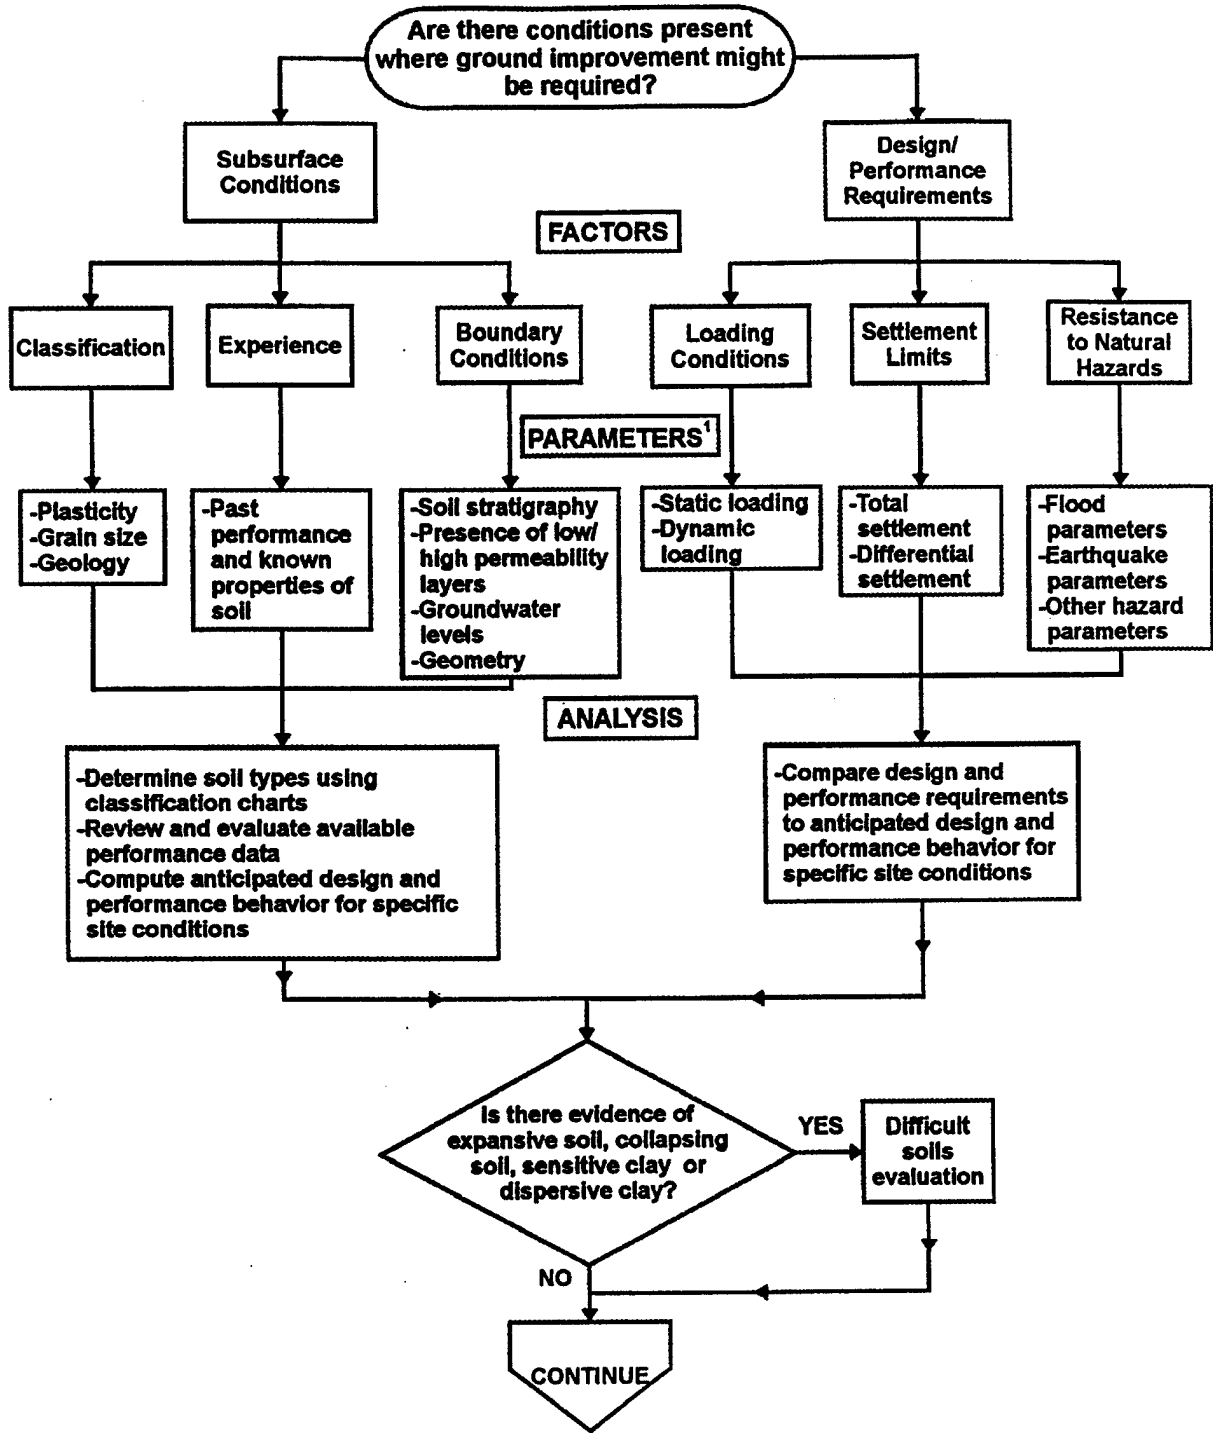 Are there conditions present
where ground improvement might
be required?
Subsurface
Conditions
Design/
Performance
Requirements
FACTORS
Classification
Experience
Boundary
Conditions
Loading
Conditions
Settlement
Limits
Resistance
to Natural
Hazards
PARAMETERS¹
-Plasticity
-Grain size
-Geology
-Past
performance
and known
properties of
soil
-Soil stratigraphy
-Presence of low/
high permeability
layers
-Groundwater
levels
-Geometry
-Static loading
-Dynamic
loading
-Total
settlement
-Differential
settlement
-Flood
parameters
-Earthquake
parameters
-Other hazard
parameters
ANALYSIS
-Determine soil types using
classification charts
-Review and evaluate available
performance data
-Compute anticipated design and
performance behavior for specific
site conditions
-Compare design and
performance requirements
to anticipated design and
performance behavior for
specific site conditions
Is there evidence of
expansive soil, collapsing
soil, sensitive clay or
dispersive clay?
YES
Difficult
soils
evaluation
NO
CONTINUE